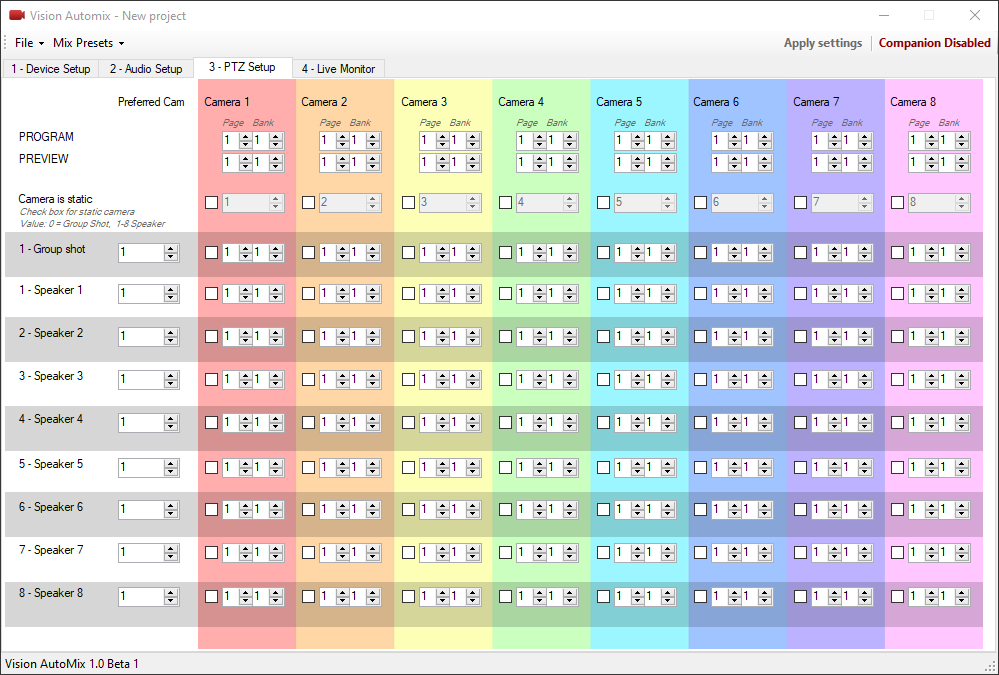 Vision Automix - New project
File Mix Presets Apply settings Companion Disabled
1 - Device Setup 2 - Audio Setup 3 - PTZ Setup 4 - Live Monitor
Preferred Cam Camera 1 Camera 2 Camera 3 Camera 4 Camera 5 Camera 6 Camera 7 Camera 8
Page Bank Page Bank Page Bank Page Bank Page Bank Page Bank Page Bank Page Bank
PROGRAM 1 1 1 1 1 1 1 1 1 1 1 1 1 1 1 1
PREVIEW 1 1 1 1 1 1 1 1 1 1 1 1 1 1 1 1
Camera is static 1 2 3 4 5 6 7 8
Check box for static camera
Value: 0 = Group Shot, 1-8 Speaker
1 - Group shot 1 1 1 1 1 1 1 1 1 1 1 1 1 1 1 1 1
1 - Speaker 1 1 1 1 1 1 1 1 1 1 1 1 1 1 1 1 1 1
2 - Speaker 2 1 1 1 1 1 1 1 1 1 1 1 1 1 1 1 1 1
3 - Speaker 3 1 1 1 1 1 1 1 1 1 1 1 1 1 1 1 1 1
4 - Speaker 4 1 1 1 1 1 1 1 1 1 1 1 1 1 1 1 1 1
5 - Speaker 5 1 1 1 1 1 1 1 1 1 1 1 1 1 1 1 1 1
6 - Speaker 6 1 1 1 1 1 1 1 1 1 1 1 1 1 1 1 1 1
7 - Speaker 7 1 1 1 1 1 1 1 1 1 1 1 1 1 1 1 1 1
8 - Speaker 8 1 1 1 1 1 1 1 1 1 1 1 1 1 1 1 1 1
Vision AutoMix 1.0 Beta 1